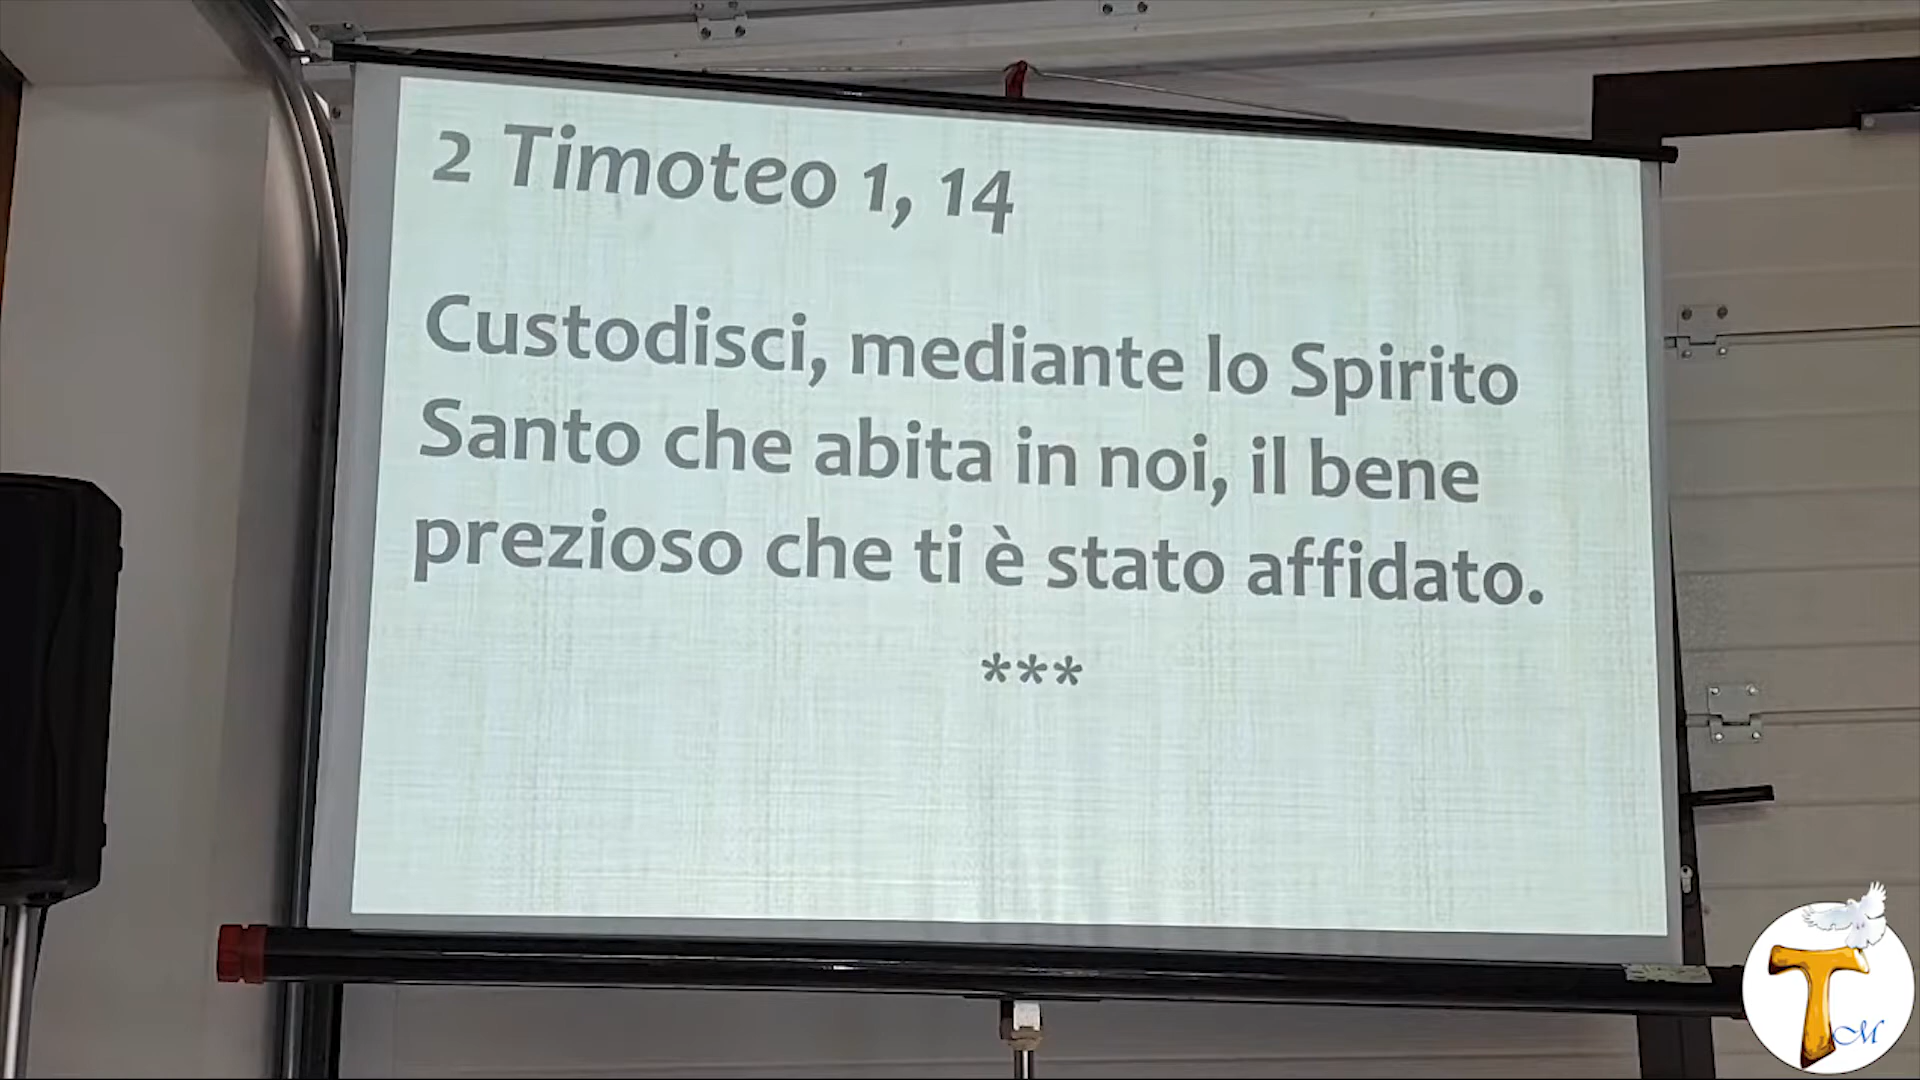 2 Timoteo 1, 14
Custodisci, mediante lo Spirito
Santo che abita in noi, il bene
prezioso che ti è stato affidato.
***
M